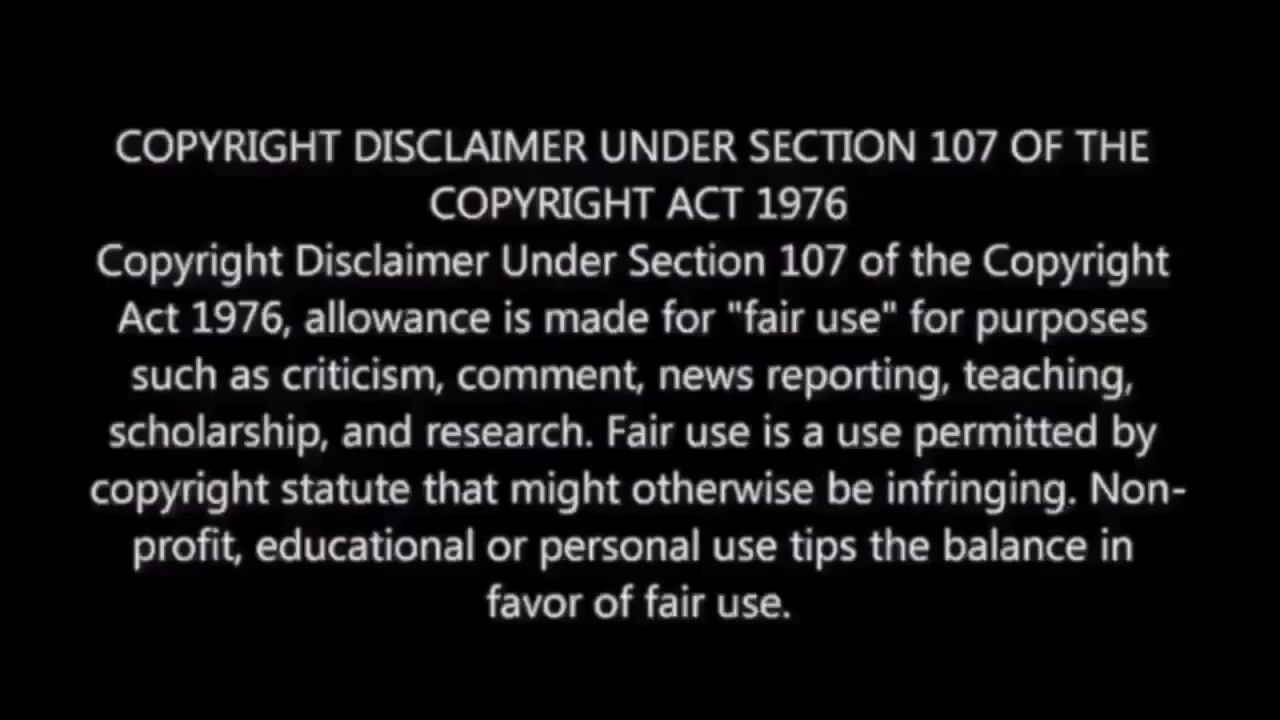 COPYRIGHT DISCLAIMER UNDER SECTION 107 OF THE
COPYRIGHT ACT 1976
Copyright Disclaimer Under Section 107 of the Copyright
Act 1976, allowance is made for "fair use" for purposes
such as criticism, comment, news reporting, teaching,
scholarship, and research. Fair use is a use permitted by
copyright statute that might otherwise be infringing. Non-
profit, educational or personal use tips the balance in
favor of fair use.